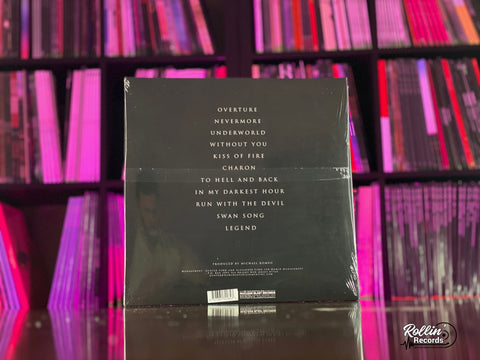 OVERTURE
NEVERMORE
UNDERWORLD
WITHOUT YOU
KISS OF FIRE
CHARON
TO HELL AND BACK
IN MY DARKEST HOUR
RUN WITH THE DEVIL
SWAN SONG
LEGEND
PRODUCED BY MICHAEL ROMEO
Rollin'
Records